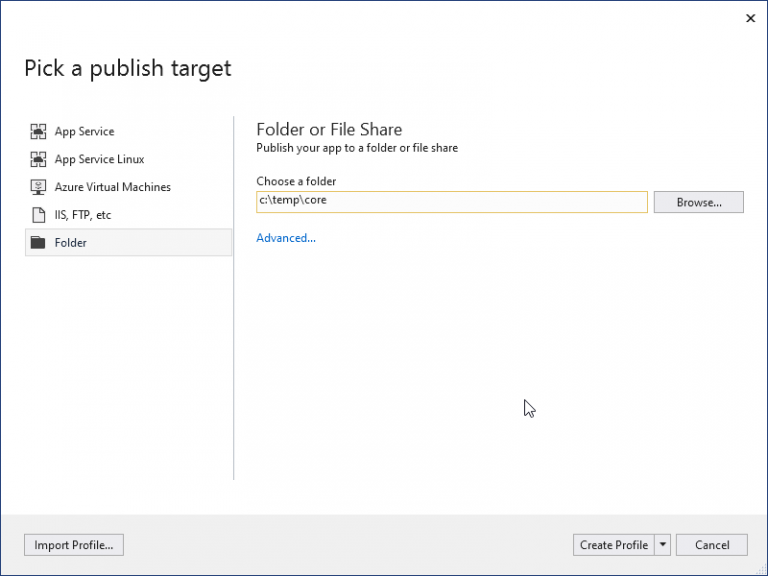 Pick a publish target
App Service
App Service Linux
Azure Virtual Machines
IIS, FTP, etc
Folder
Folder or File Share
Publish your app to a folder or file share
Choose a folder
c:\temp\core
Browse...
Advanced...
Import Profile...
Create Profile
Cancel